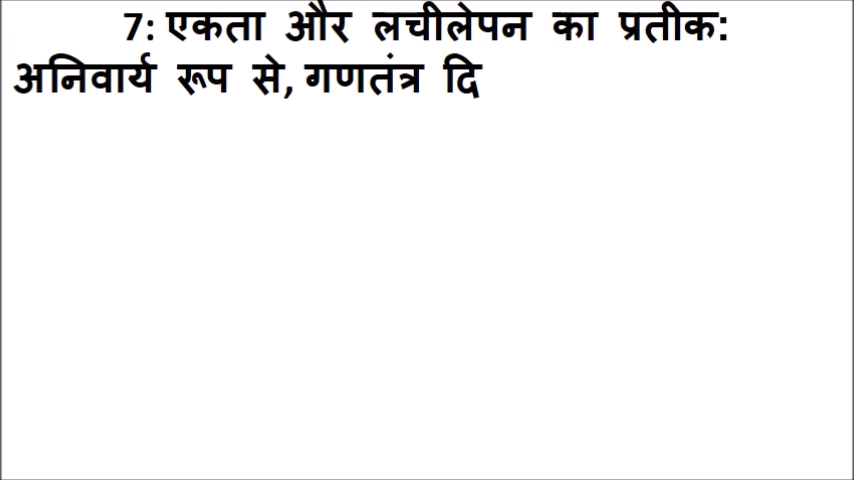 7: एकता और लचीलेपन का प्रतीक:
अनिवार्य रूप से, गणतंत्र दि